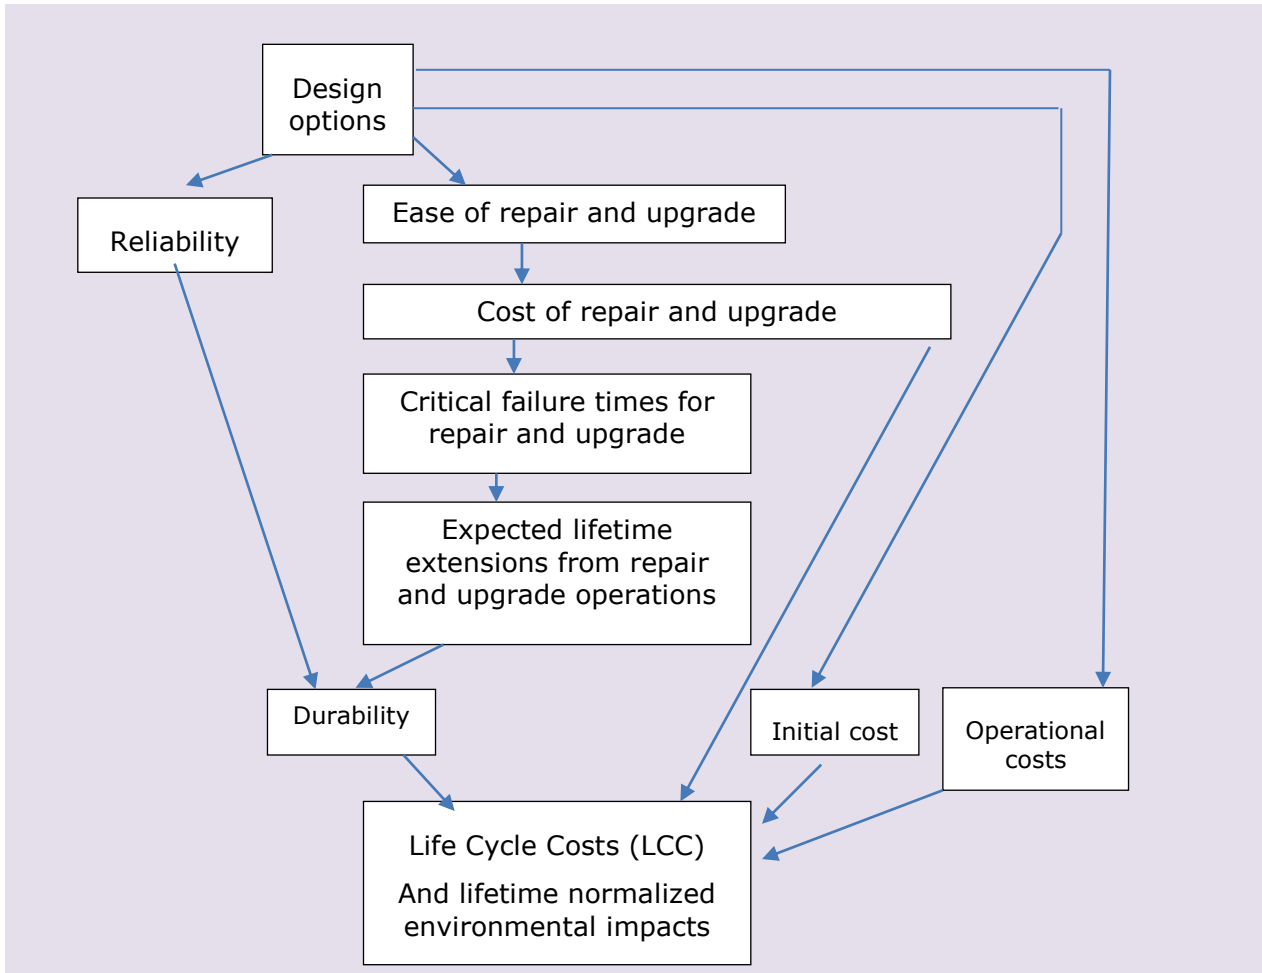 Design
options
Reliability
Ease of repair and upgrade
Cost of repair and upgrade
Critical failure times for
repair and upgrade
Expected lifetime
extensions from repair
and upgrade operations
Durability
Initial cost
Operational
costs
Life Cycle Costs (LCC)
And lifetime normalized
environmental impacts